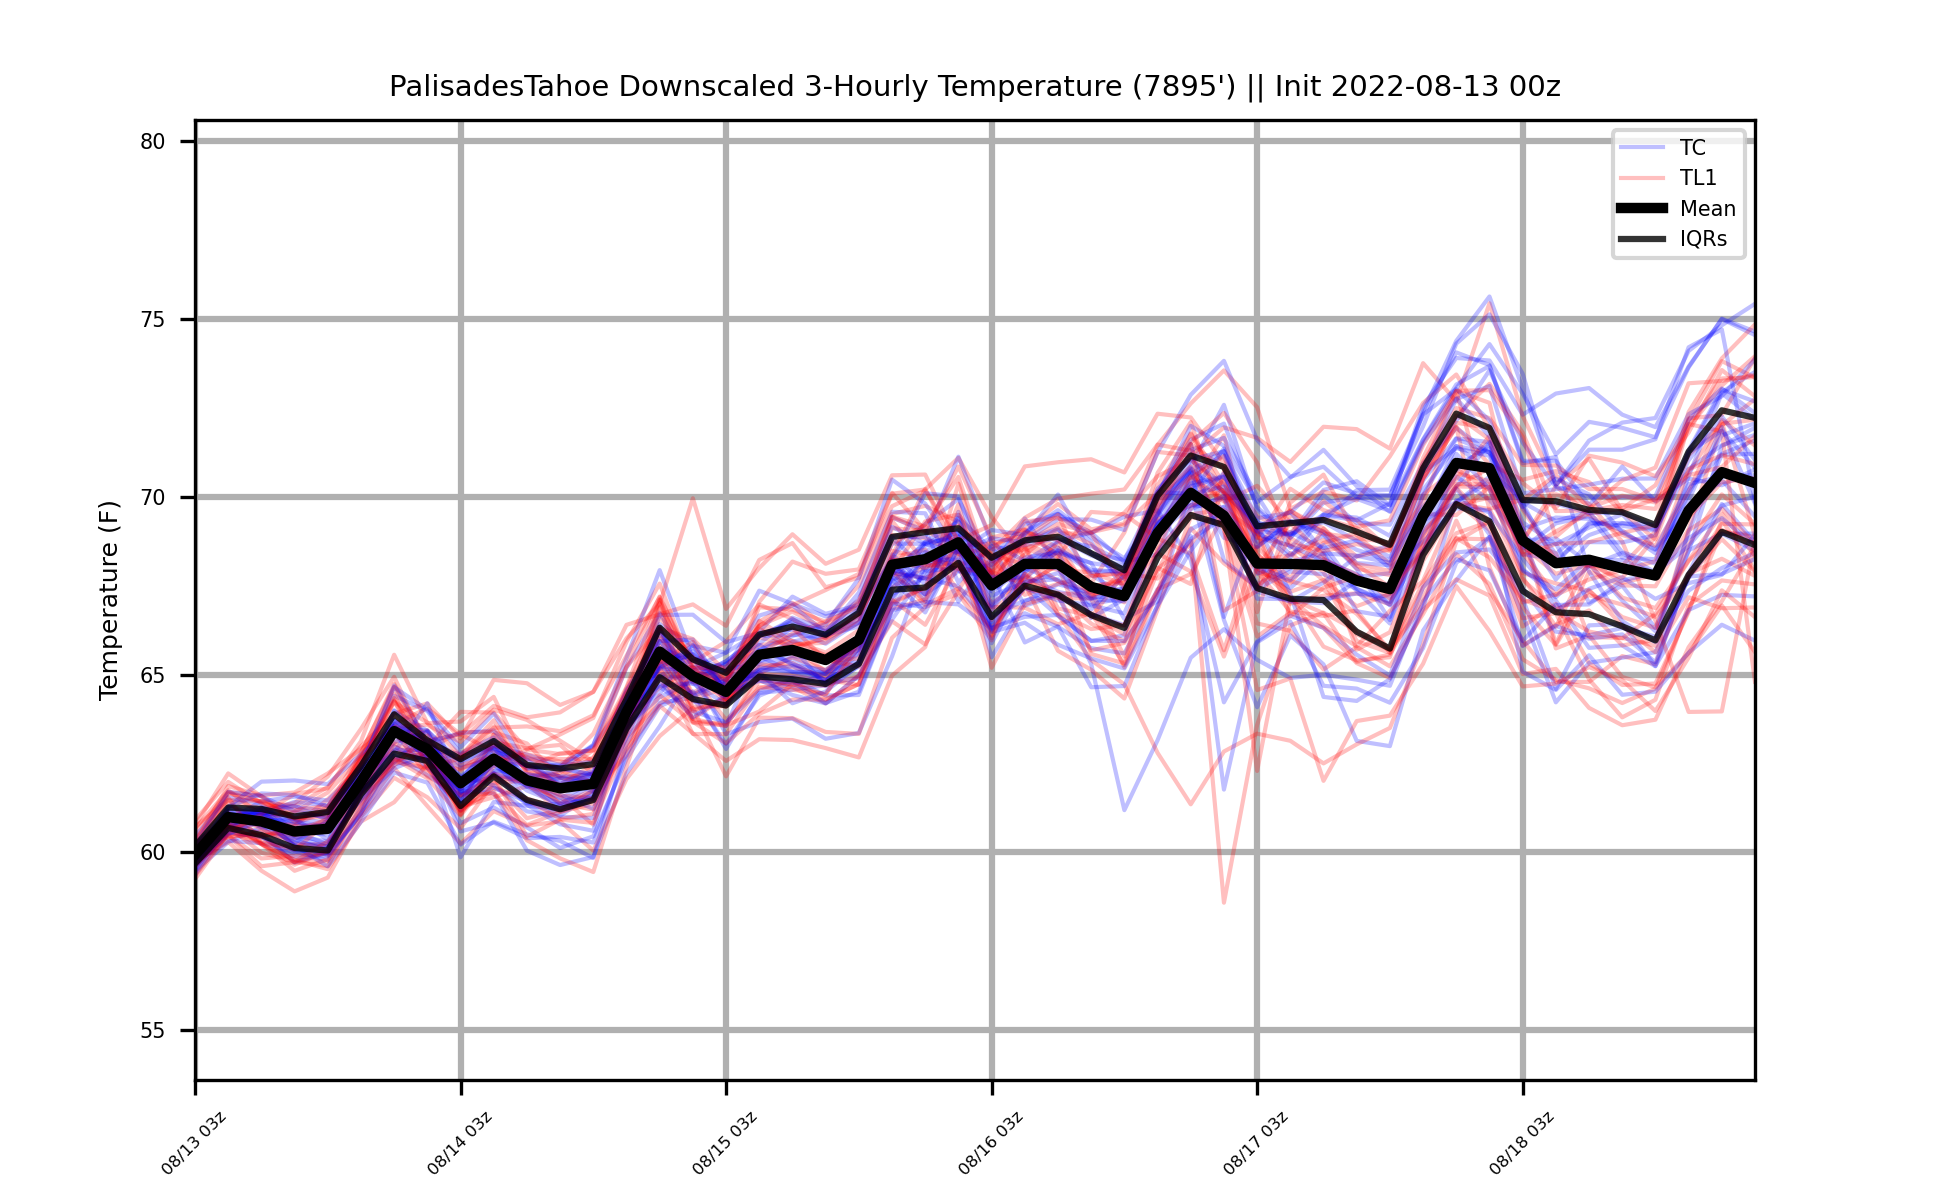 PalisadesTahoe Downscaled 3-Hourly Temperature (7895') || Init 2022-08-13 00z
TC
TL1
Mean
IQRs
Temperature (F)
80
75
70
65
60
55
08/13 03z
08/14 03z
08/15 03z
08/16 03z
08/17 03z
08/18 03z